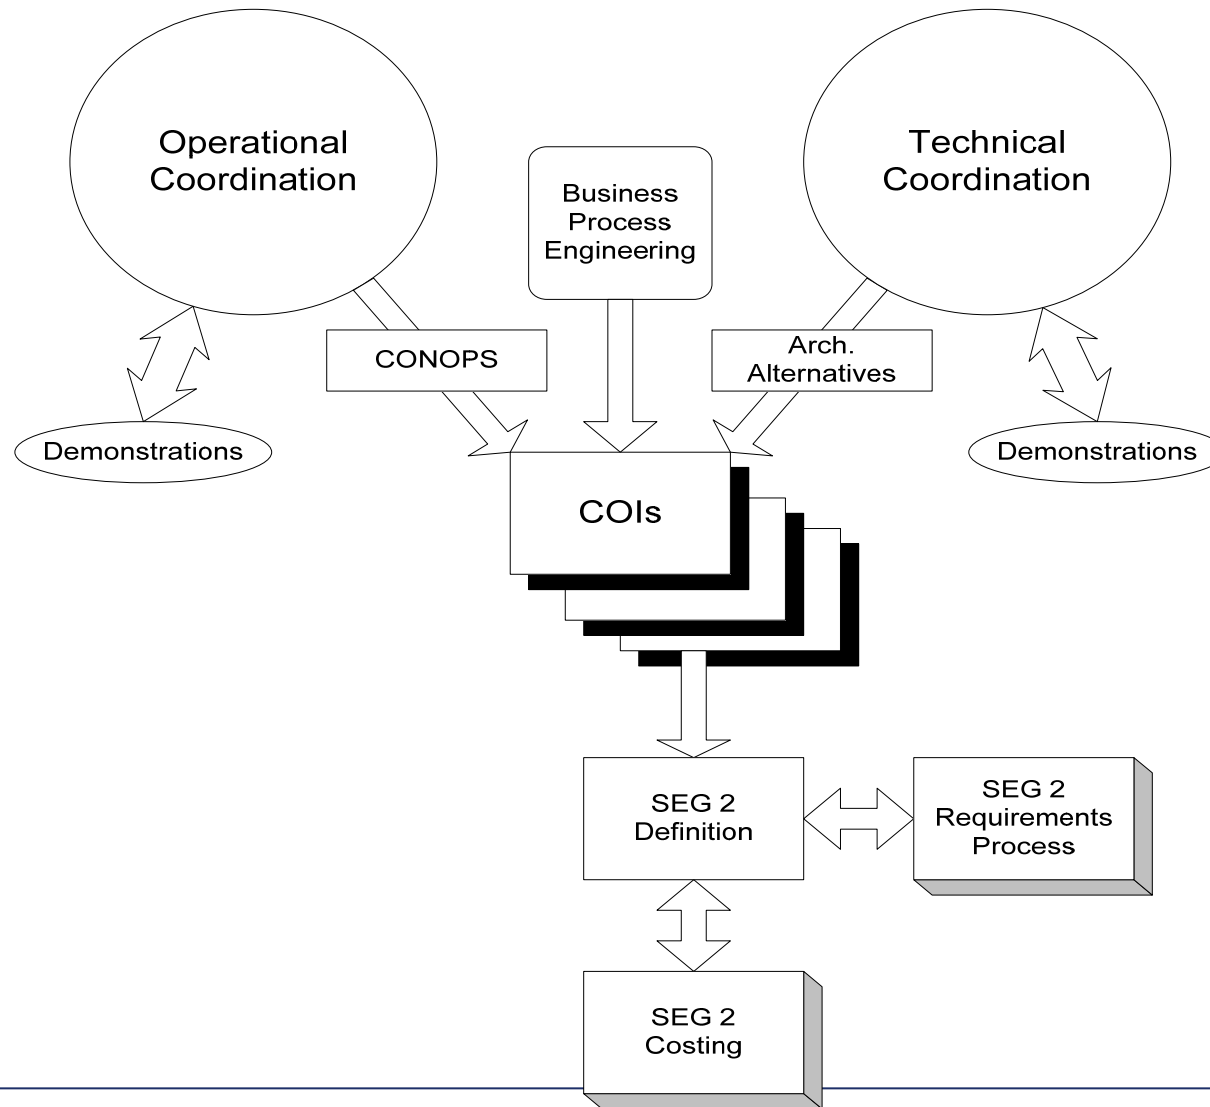 Operational
Coordination
Technical
Coordination
Business
Process
Engineering
CONOPS
Arch.
Alternatives
Demonstrations
Demonstrations
COIs
SEG 2
Definition
SEG 2
Requirements
Process
SEG 2
Costing